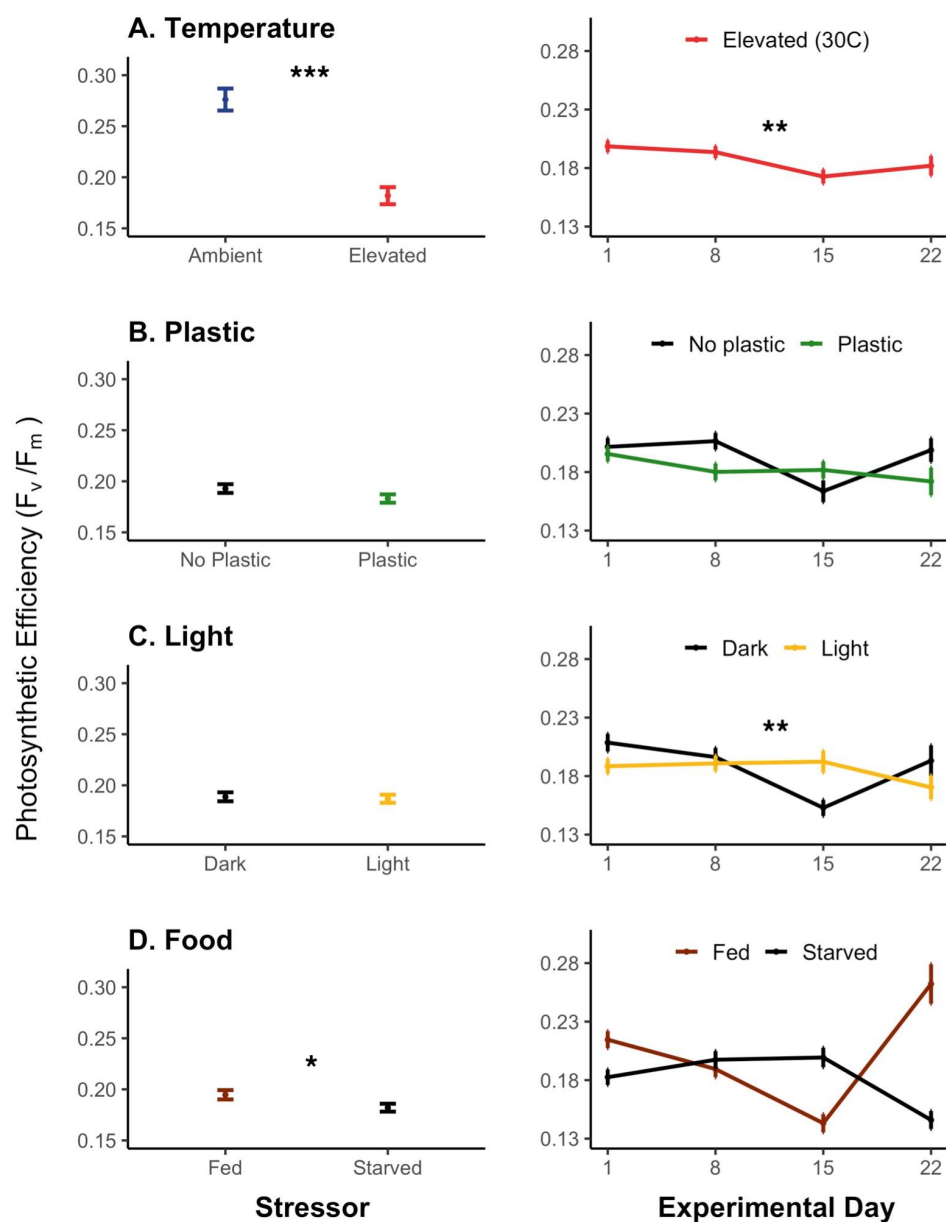 A. Temperature
***
0.30
0.25
0.20
0.15
Ambient Elevated
Elevated (30C)
**
0.28
0.23
0.18
0.13
1 8 15 22
B. Plastic
0.30
0.25
0.20
0.15
No Plastic Plastic
No plastic Plastic
0.28
0.23
0.18
0.13
1 8 15 22
Photosynthetic Efficiency (Fv /Fm )
C. Light
0.30
0.25
0.20
0.15
Dark Light
Dark Light
**
0.28
0.23
0.18
0.13
1 8 15 22
D. Food
0.30
0.25
*
0.20
0.15
Fed Starved
Stressor
Fed Starved
0.28
0.23
0.18
0.13
1 8 15 22
Experimental Day